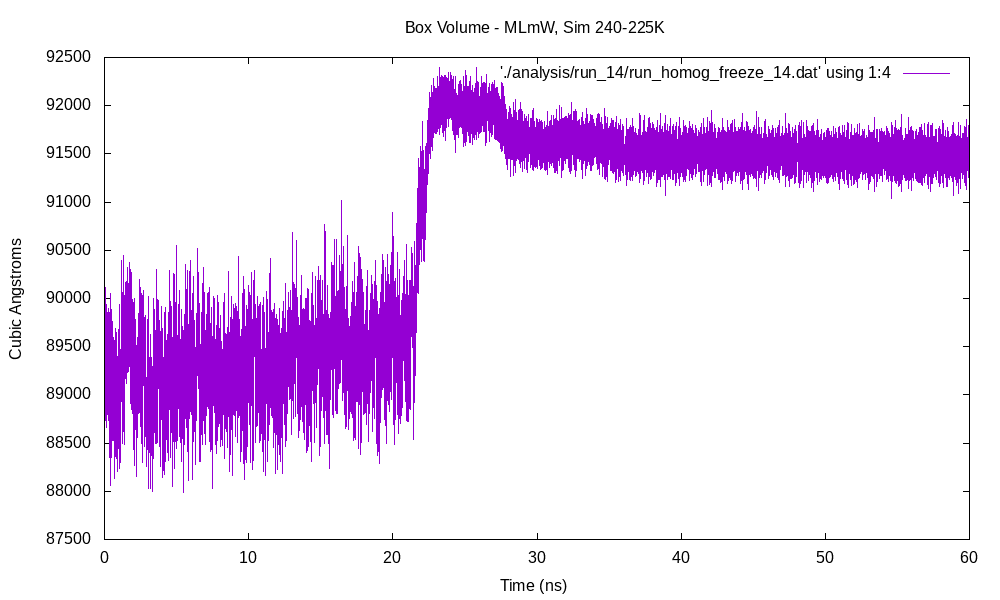 Box Volume - MLmW, Sim 240-225K
'./analysis/run_14/run_homog_freeze_14.dat' using 1:4
92500
92000
91500
91000
90500
90000
89500
89000
88500
88000
87500
Cubic Angstroms
0 10 20 30 40 50 60
Time (ns)